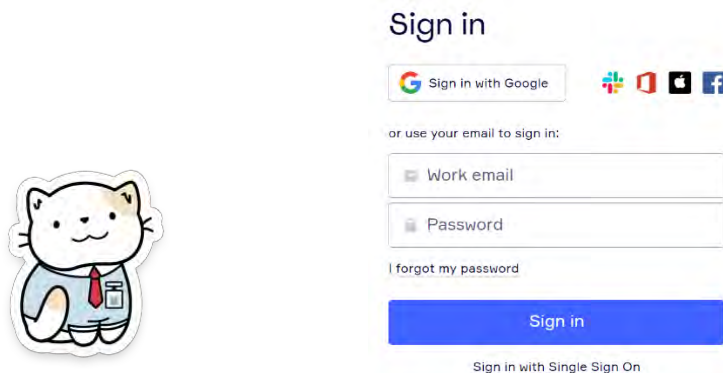 Sign in
Sign in with Google
or use your email to sign in:
Work email
Password
I forgot my password
Sign in
Sign in with Single Sign On